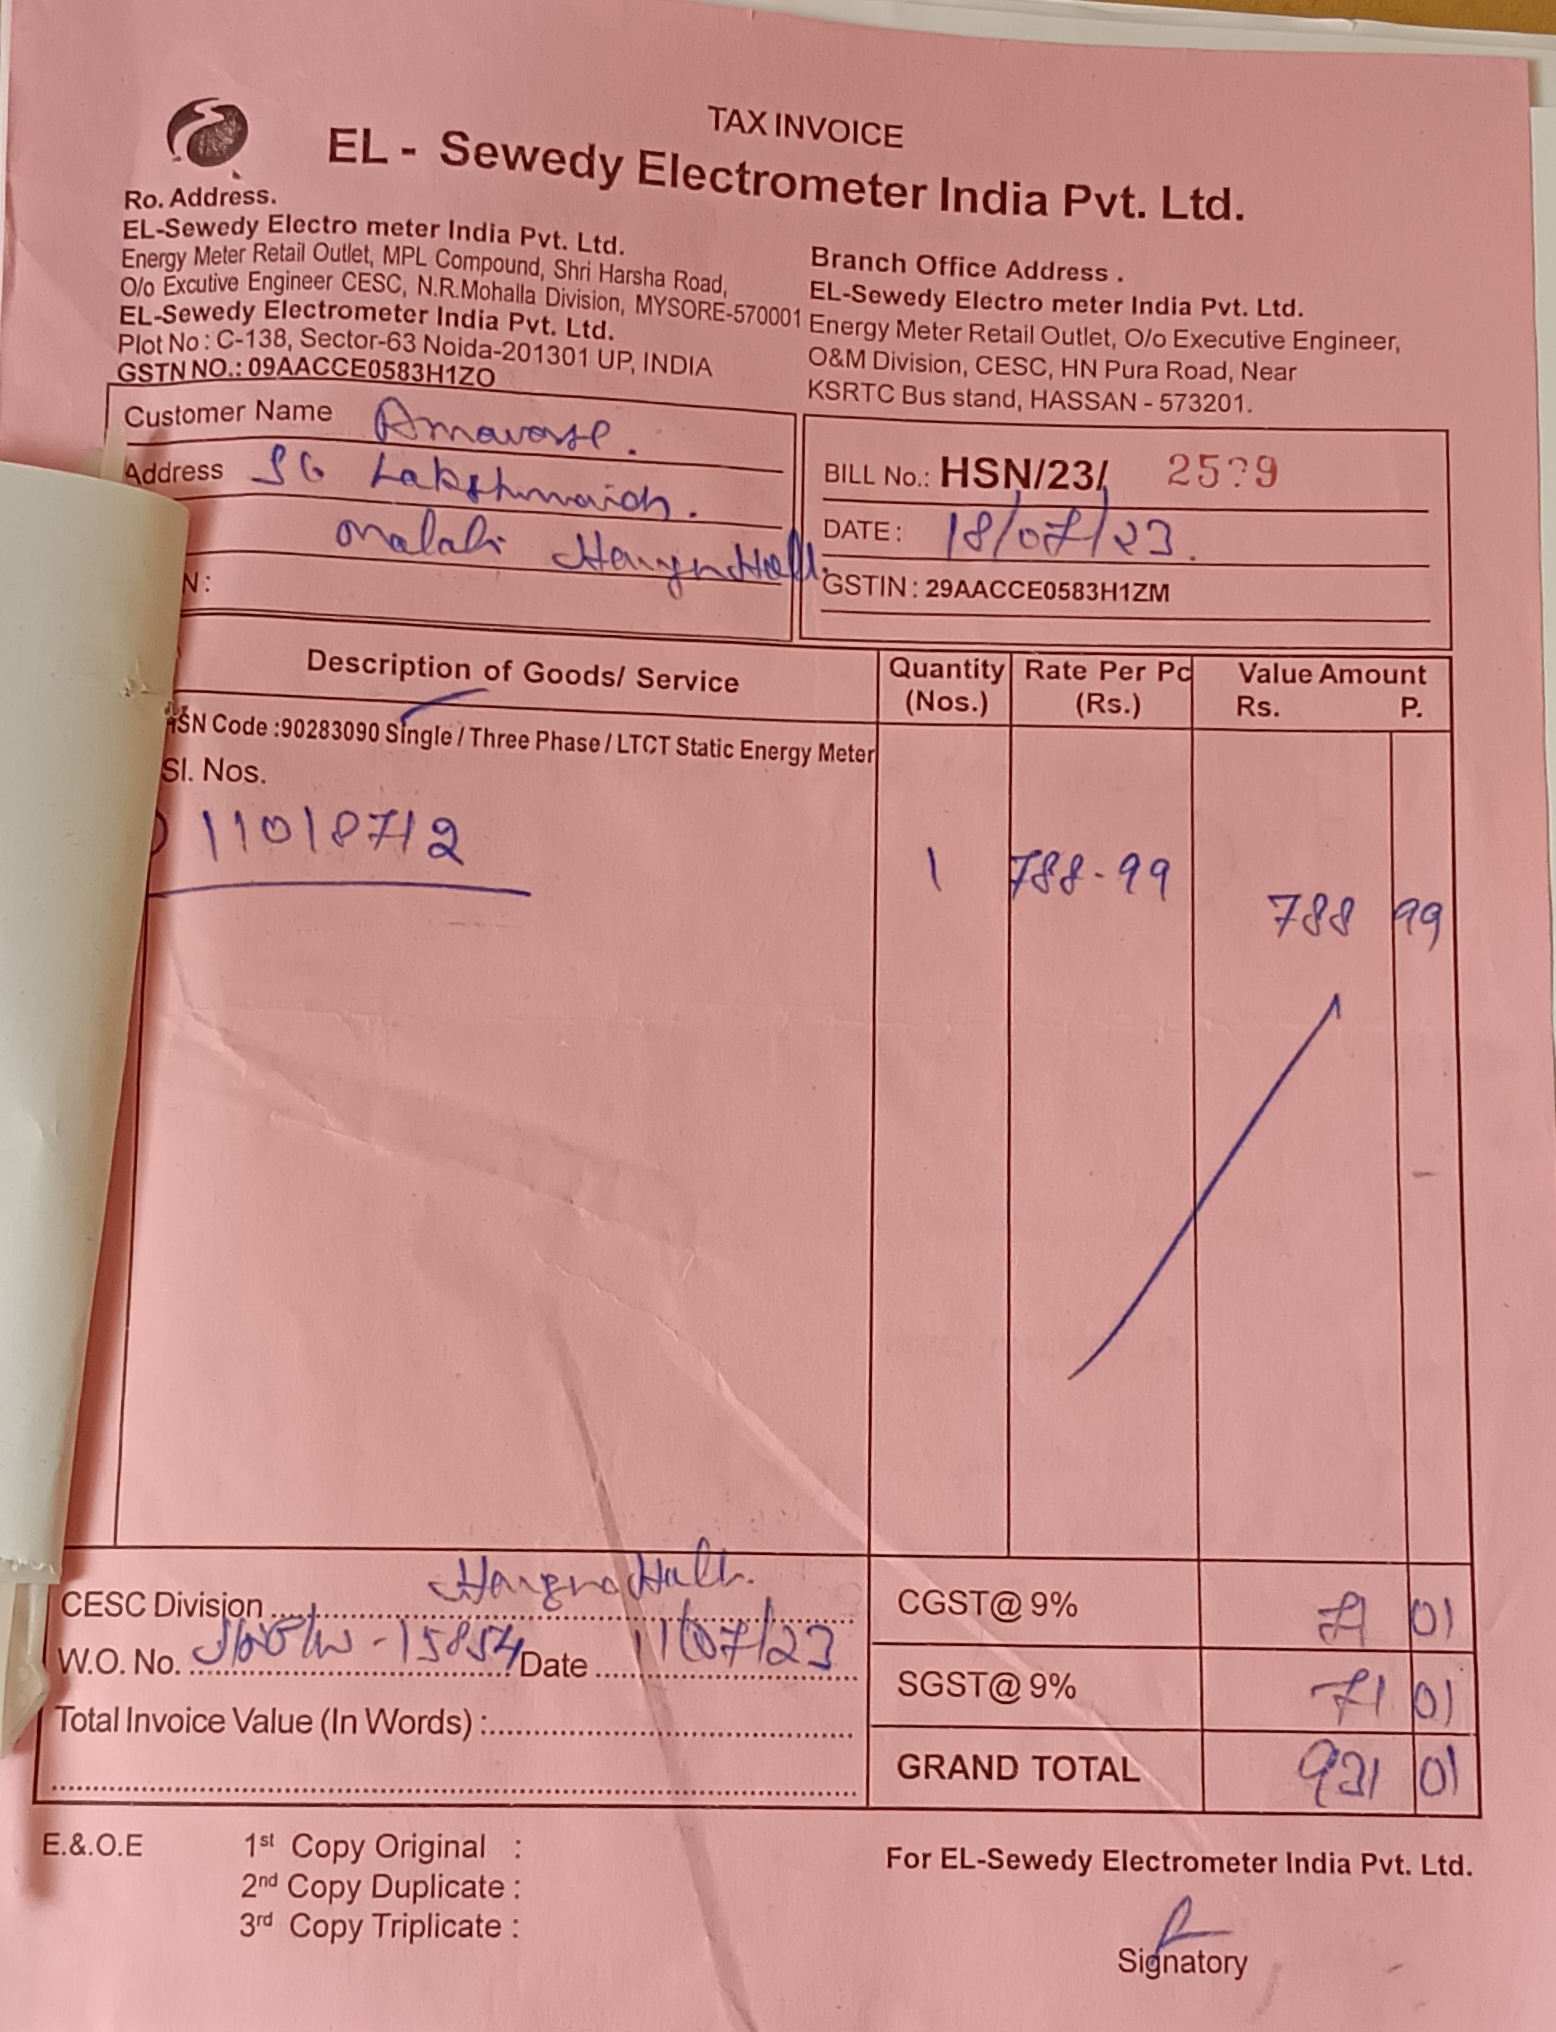 TAX INVOICE
EL - Sewedy Electrometer India Pvt. Ltd.
Ro. Address.
EL-Sewedy Electro meter India Pvt. Ltd.
Energy Meter Retail Outlet, MPL Compound, Shri Harsha Road,
O/o Excutive Engineer CESC, N.R.Mohalla Division, MYSORE-570001
EL-Sewedy Electrometer India Pvt. Ltd.
Plot No : C-138, Sector-63 Noida-201301 UP, INDIA
GSTN NO.: 09AACCE0583H1ZO
Branch Office Address .
EL-Sewedy Electro meter India Pvt. Ltd.
Energy Meter Retail Outlet, O/o Executive Engineer,
O&M Division, CESC, HN Pura Road, Near
KSRTC Bus stand, HASSAN - 573201.
Customer Name
Address
N :
BILL No.: HSN/23/
DATE : 18/07/23.
GSTIN : 29AACCE0583H1ZM
Description of Goods/ Service Quantity (Nos.) Rate Per Pc (Rs.) Value Amount Rs. P.
HSN Code :90283090 Single / Three Phase / LTCT Static Energy Meter
Sl. Nos.
11018712 1 788-99 788 99
CESC Division
W.O. No. -15854 Date 11/07/23
Total Invoice Value (In Words) :
CGST@ 9% 71 01
SGST@ 9% 71 01
GRAND TOTAL 931 01
E.&.O.E
1st Copy Original :
2nd Copy Duplicate :
3rd Copy Triplicate :
For EL-Sewedy Electrometer India Pvt. Ltd.
Signatory